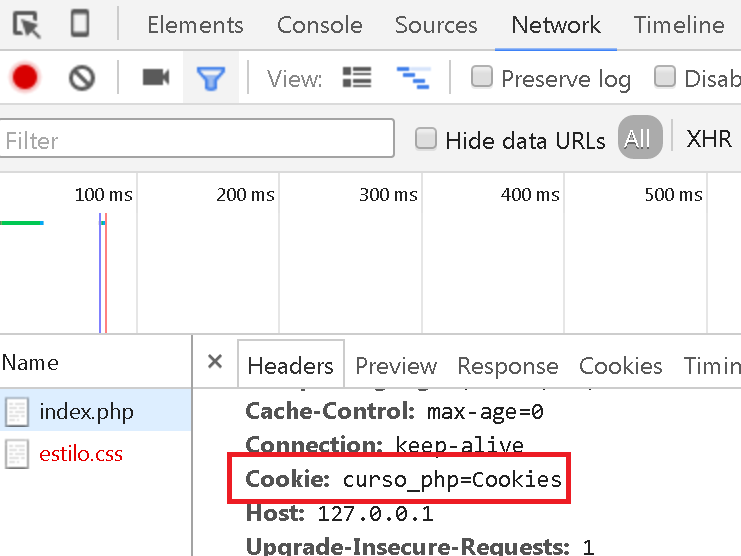 Elements Console Sources Network Timeline
View: Preserve log Disab
Filter Hide data URLs All XHR
100 ms 200 ms 300 ms 400 ms 500 ms
Name × Headers Preview Response Cookies Timin
index.php
Cache-Control: max-age=0
estilo.css
Connection: keep-alive
Cookie: curso_php=Cookies
Host: 127.0.0.1
Upgrade-Insecure-Requests: 1